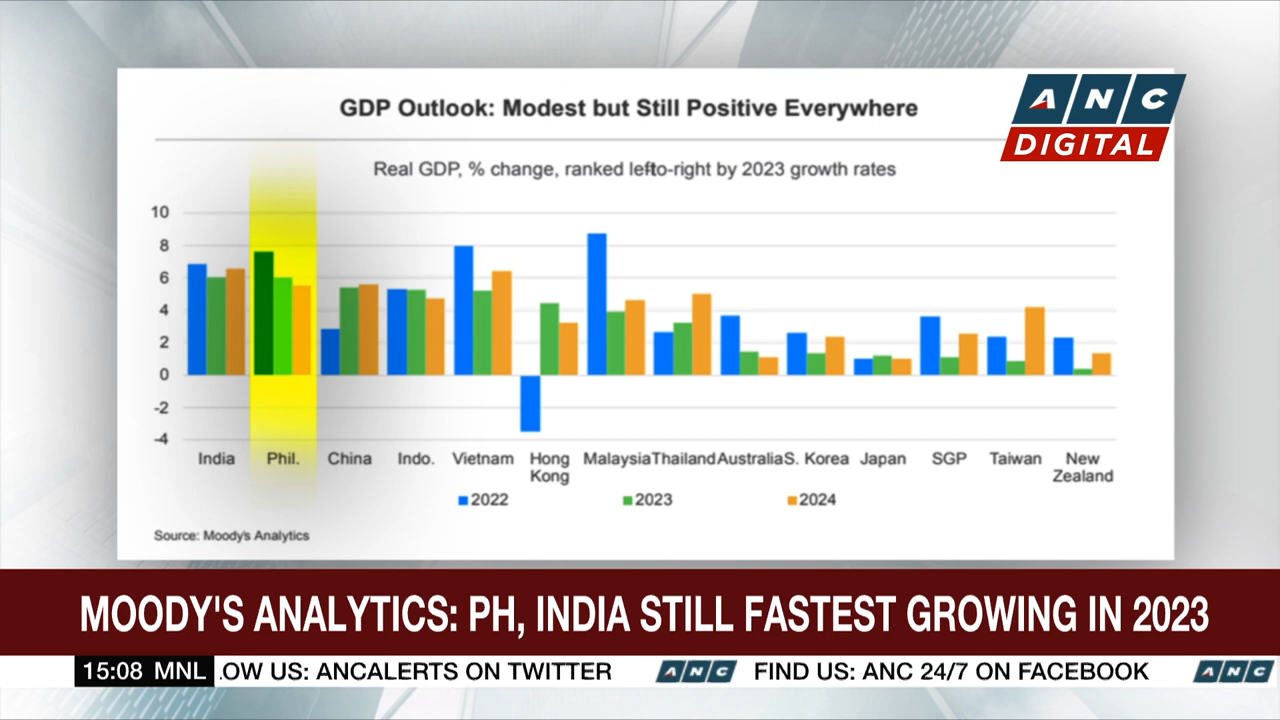 ANC
DIGITAL
GDP Outlook: Modest but Still Positive Everywhere
Real GDP, % change, ranked left-to-right by 2023 growth rates
10
8
6
4
2
0
-2
-4
India Phil. China Indo. Vietnam Hong Kong Malaysia Thailand Australia S. Korea Japan SGP Taiwan New Zealand
2022 2023 2024
Source: Moody's Analytics
MOODY'S ANALYTICS: PH, INDIA STILL FASTEST GROWING IN 2023
15:08 MNL .OW US: ANCALERTS ON TWITTER ANC FIND US: ANC 24/7 ON FACEBOOK ANC